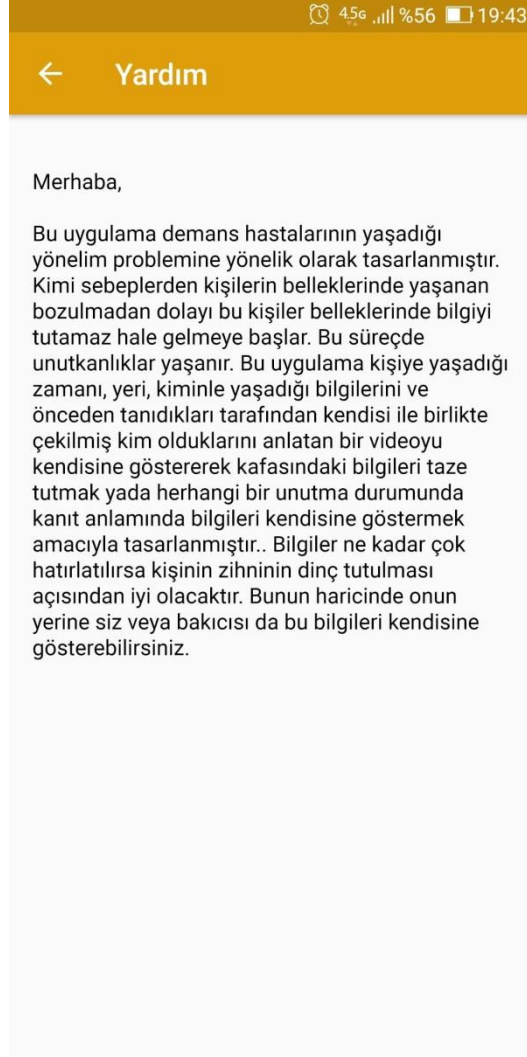 4.5G %56 19:43
Yardım
Merhaba,
Bu uygulama demans hastalarının yaşadığı
yönelim problemine yönelik olarak tasarlanmıştır.
Kimi sebeplerden kişilerin belleklerinde yaşanan
bozulmadan dolayı bu kişiler belleklerinde bilgiyi
tutamaz hale gelmeye başlar. Bu süreçde
unutkanlıklar yaşanır. Bu uygulama kişiye yaşadığı
zamanı, yeri, kiminle yaşadığı bilgilerini ve
önceden tanıdıkları tarafından kendisi ile birlikte
çekilmiş kim olduklarını anlatan bir videoyu
kendisine göstererek kafasındaki bilgileri taze
tutmak yada herhangi bir unutma durumunda
kanıt anlamında bilgileri kendisine göstermek
amacıyla tasarlanmıştır.. Bilgiler ne kadar çok
hatırlatılırsa kişinin zihninin dinç tutulması
açısından iyi olacaktır. Bunun haricinde onun
yerine siz veya bakıcısı da bu bilgileri kendisine
gösterebilirsiniz.